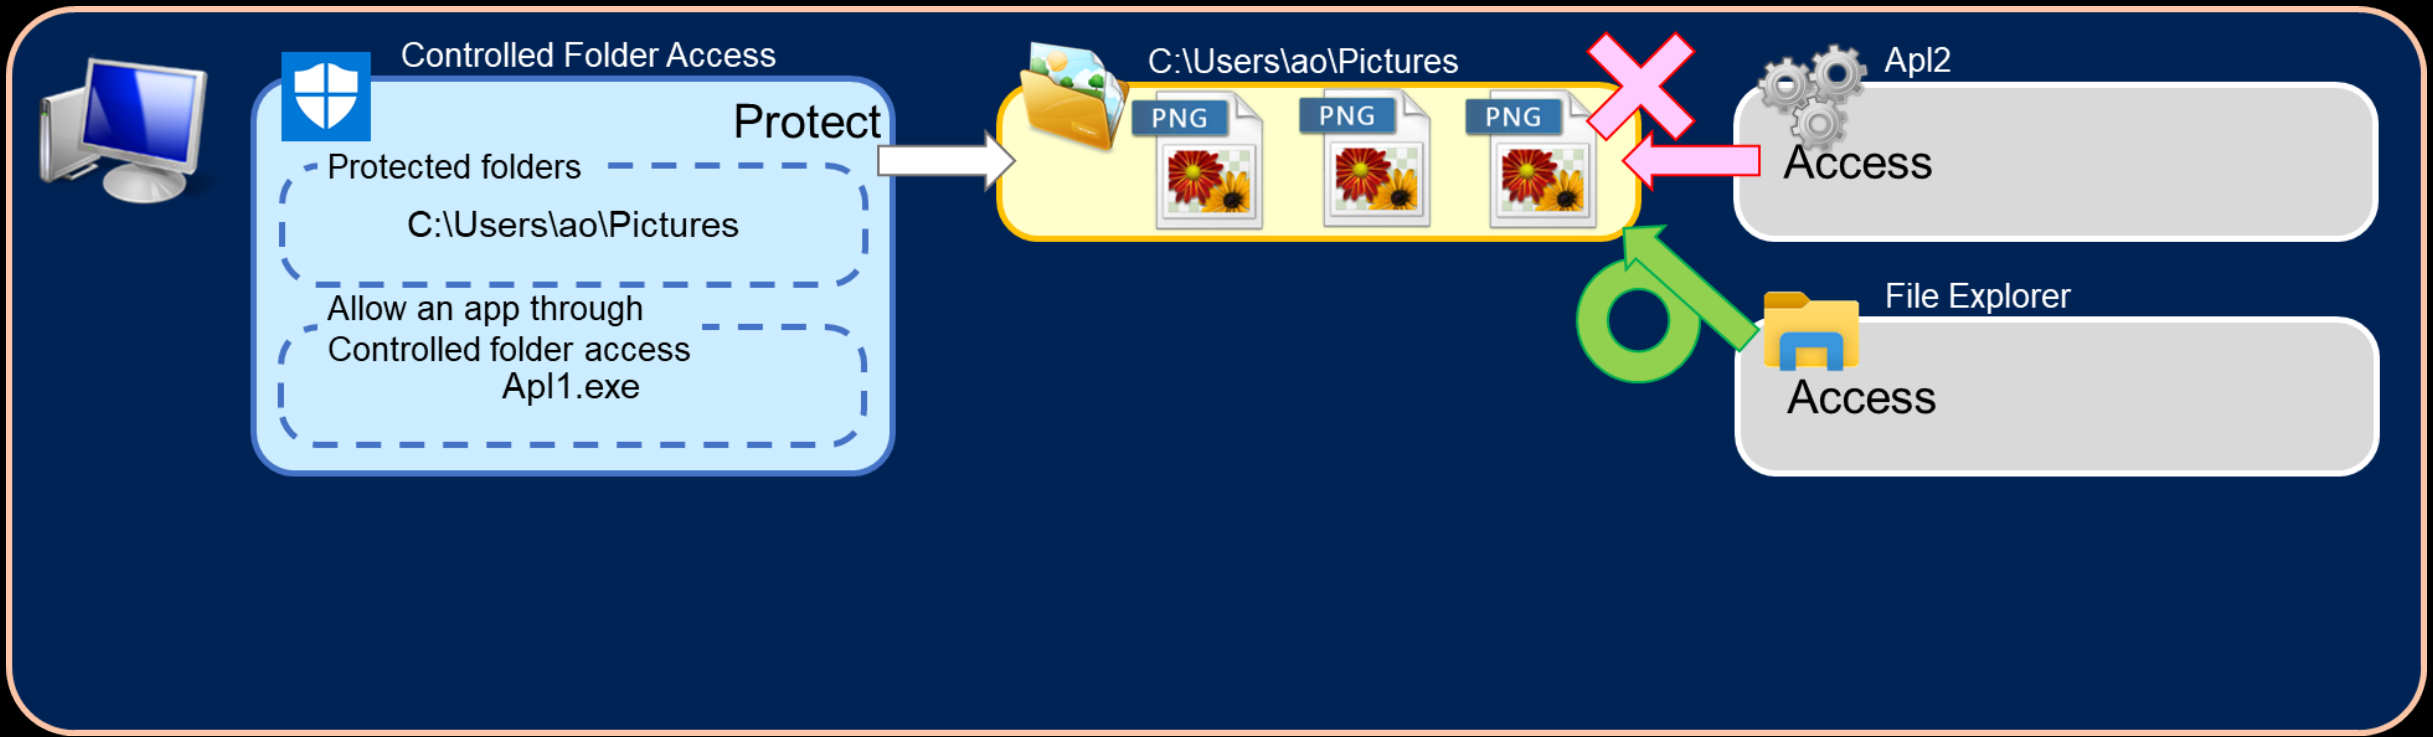 Controlled Folder Access
Protect
Protected folders
C:\Users\ao\Pictures
Allow an app through
Controlled folder access
Apl1.exe
C:\Users\ao\Pictures
PNG
PNG
PNG
Apl2
Access
File Explorer
Access